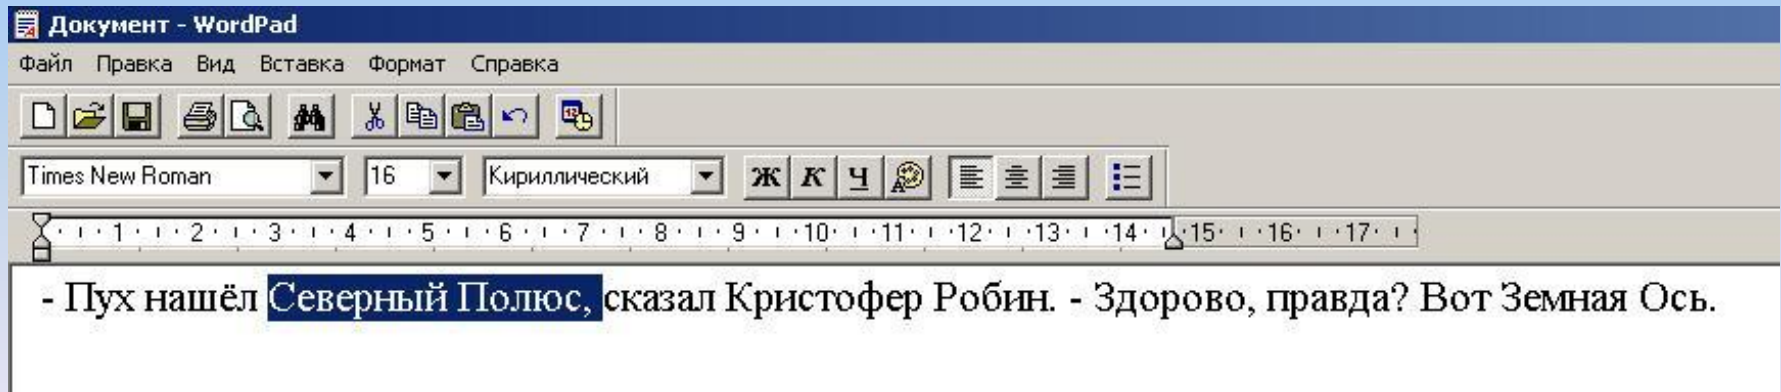 Документ - WordPad
Файл Правка Вид Вставка Формат Справка
Times New Roman 16 Кириллический Ж К Ч
1 2 3 4 5 6 7 8 9 10 11 12 13 14 15 16 17
- Пух нашёл Северный Полюс, сказал Кристофер Робин. - Здорово, правда? Вот Земная Ось.